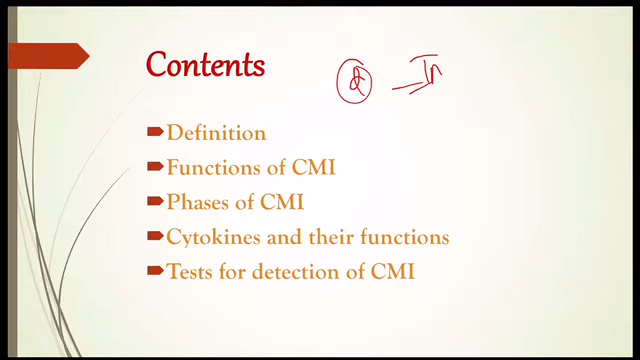 Contents
Definition
Functions of CMI
Phases of CMI
Cytokines and their functions
Tests for detection of CMI